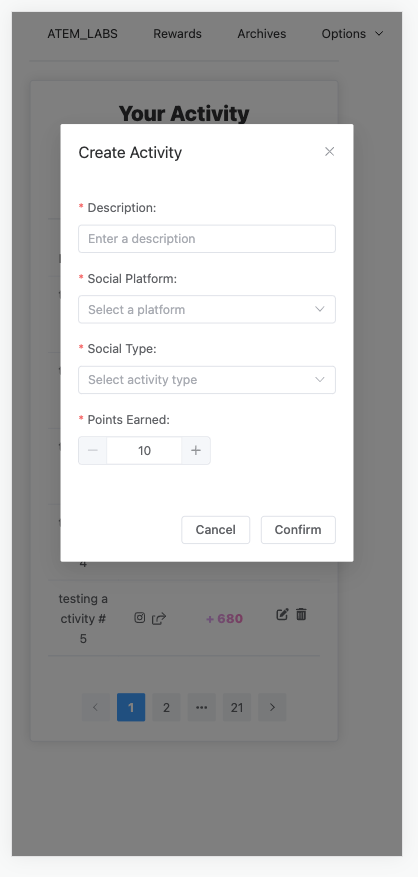 ATEM_LABS Rewards Archives Options
Your Activity
Create Activity
* Description:
Enter a description
* Social Platform:
Select a platform
* Social Type:
Select activity type
* Points Earned:
10
Cancel Confirm
4
testing a
ctivity #
5
+ 680
1 2 ••• 21